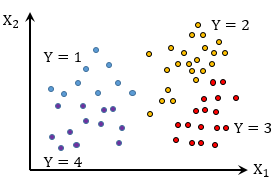 X₂
Y = 2
Y = 1
Y = 3
Y = 4
X₁